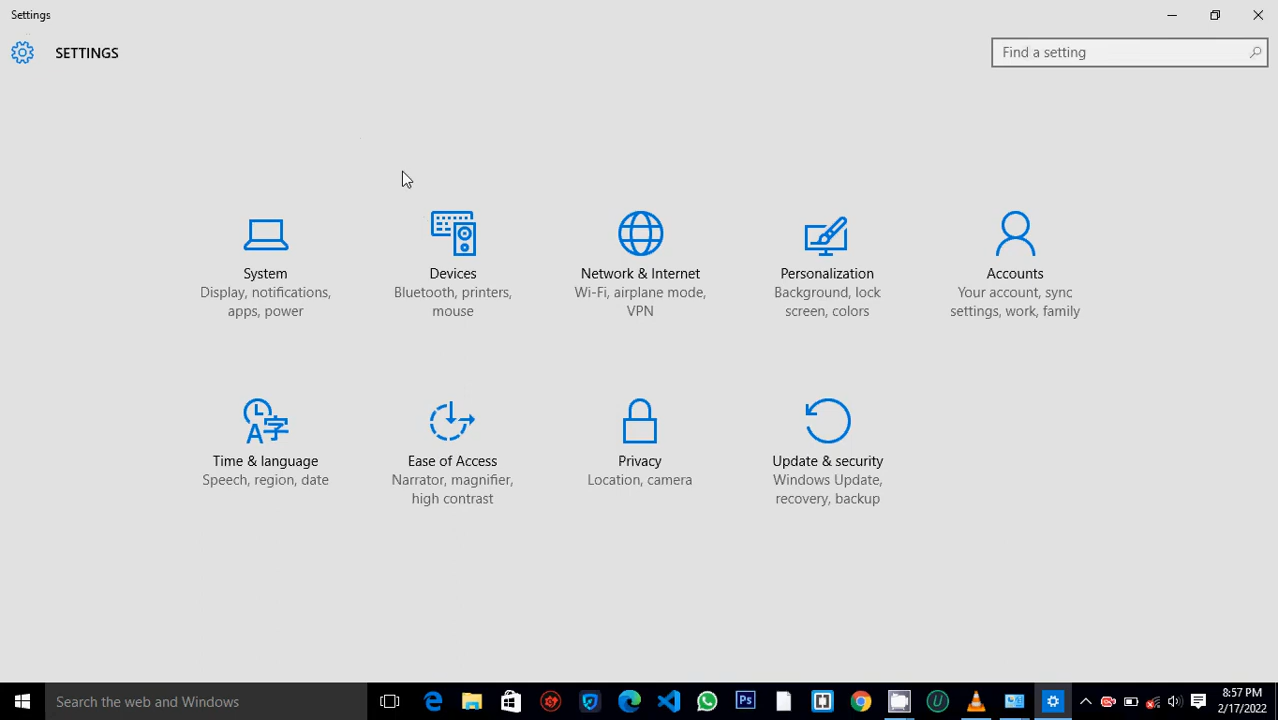 Settings
SETTINGS
Find a setting
System
Display, notifications,
apps, power
Devices
Bluetooth, printers,
mouse
Network & Internet
Wi-Fi, airplane mode,
VPN
Personalization
Background, lock
screen, colors
Accounts
Your account, sync
settings, work, family
Time & language
Speech, region, date
Ease of Access
Narrator, magnifier,
high contrast
Privacy
Location, camera
Update & security
Windows Update,
recovery, backup
Search the web and Windows
Ps
8:57 PM
2/17/2022